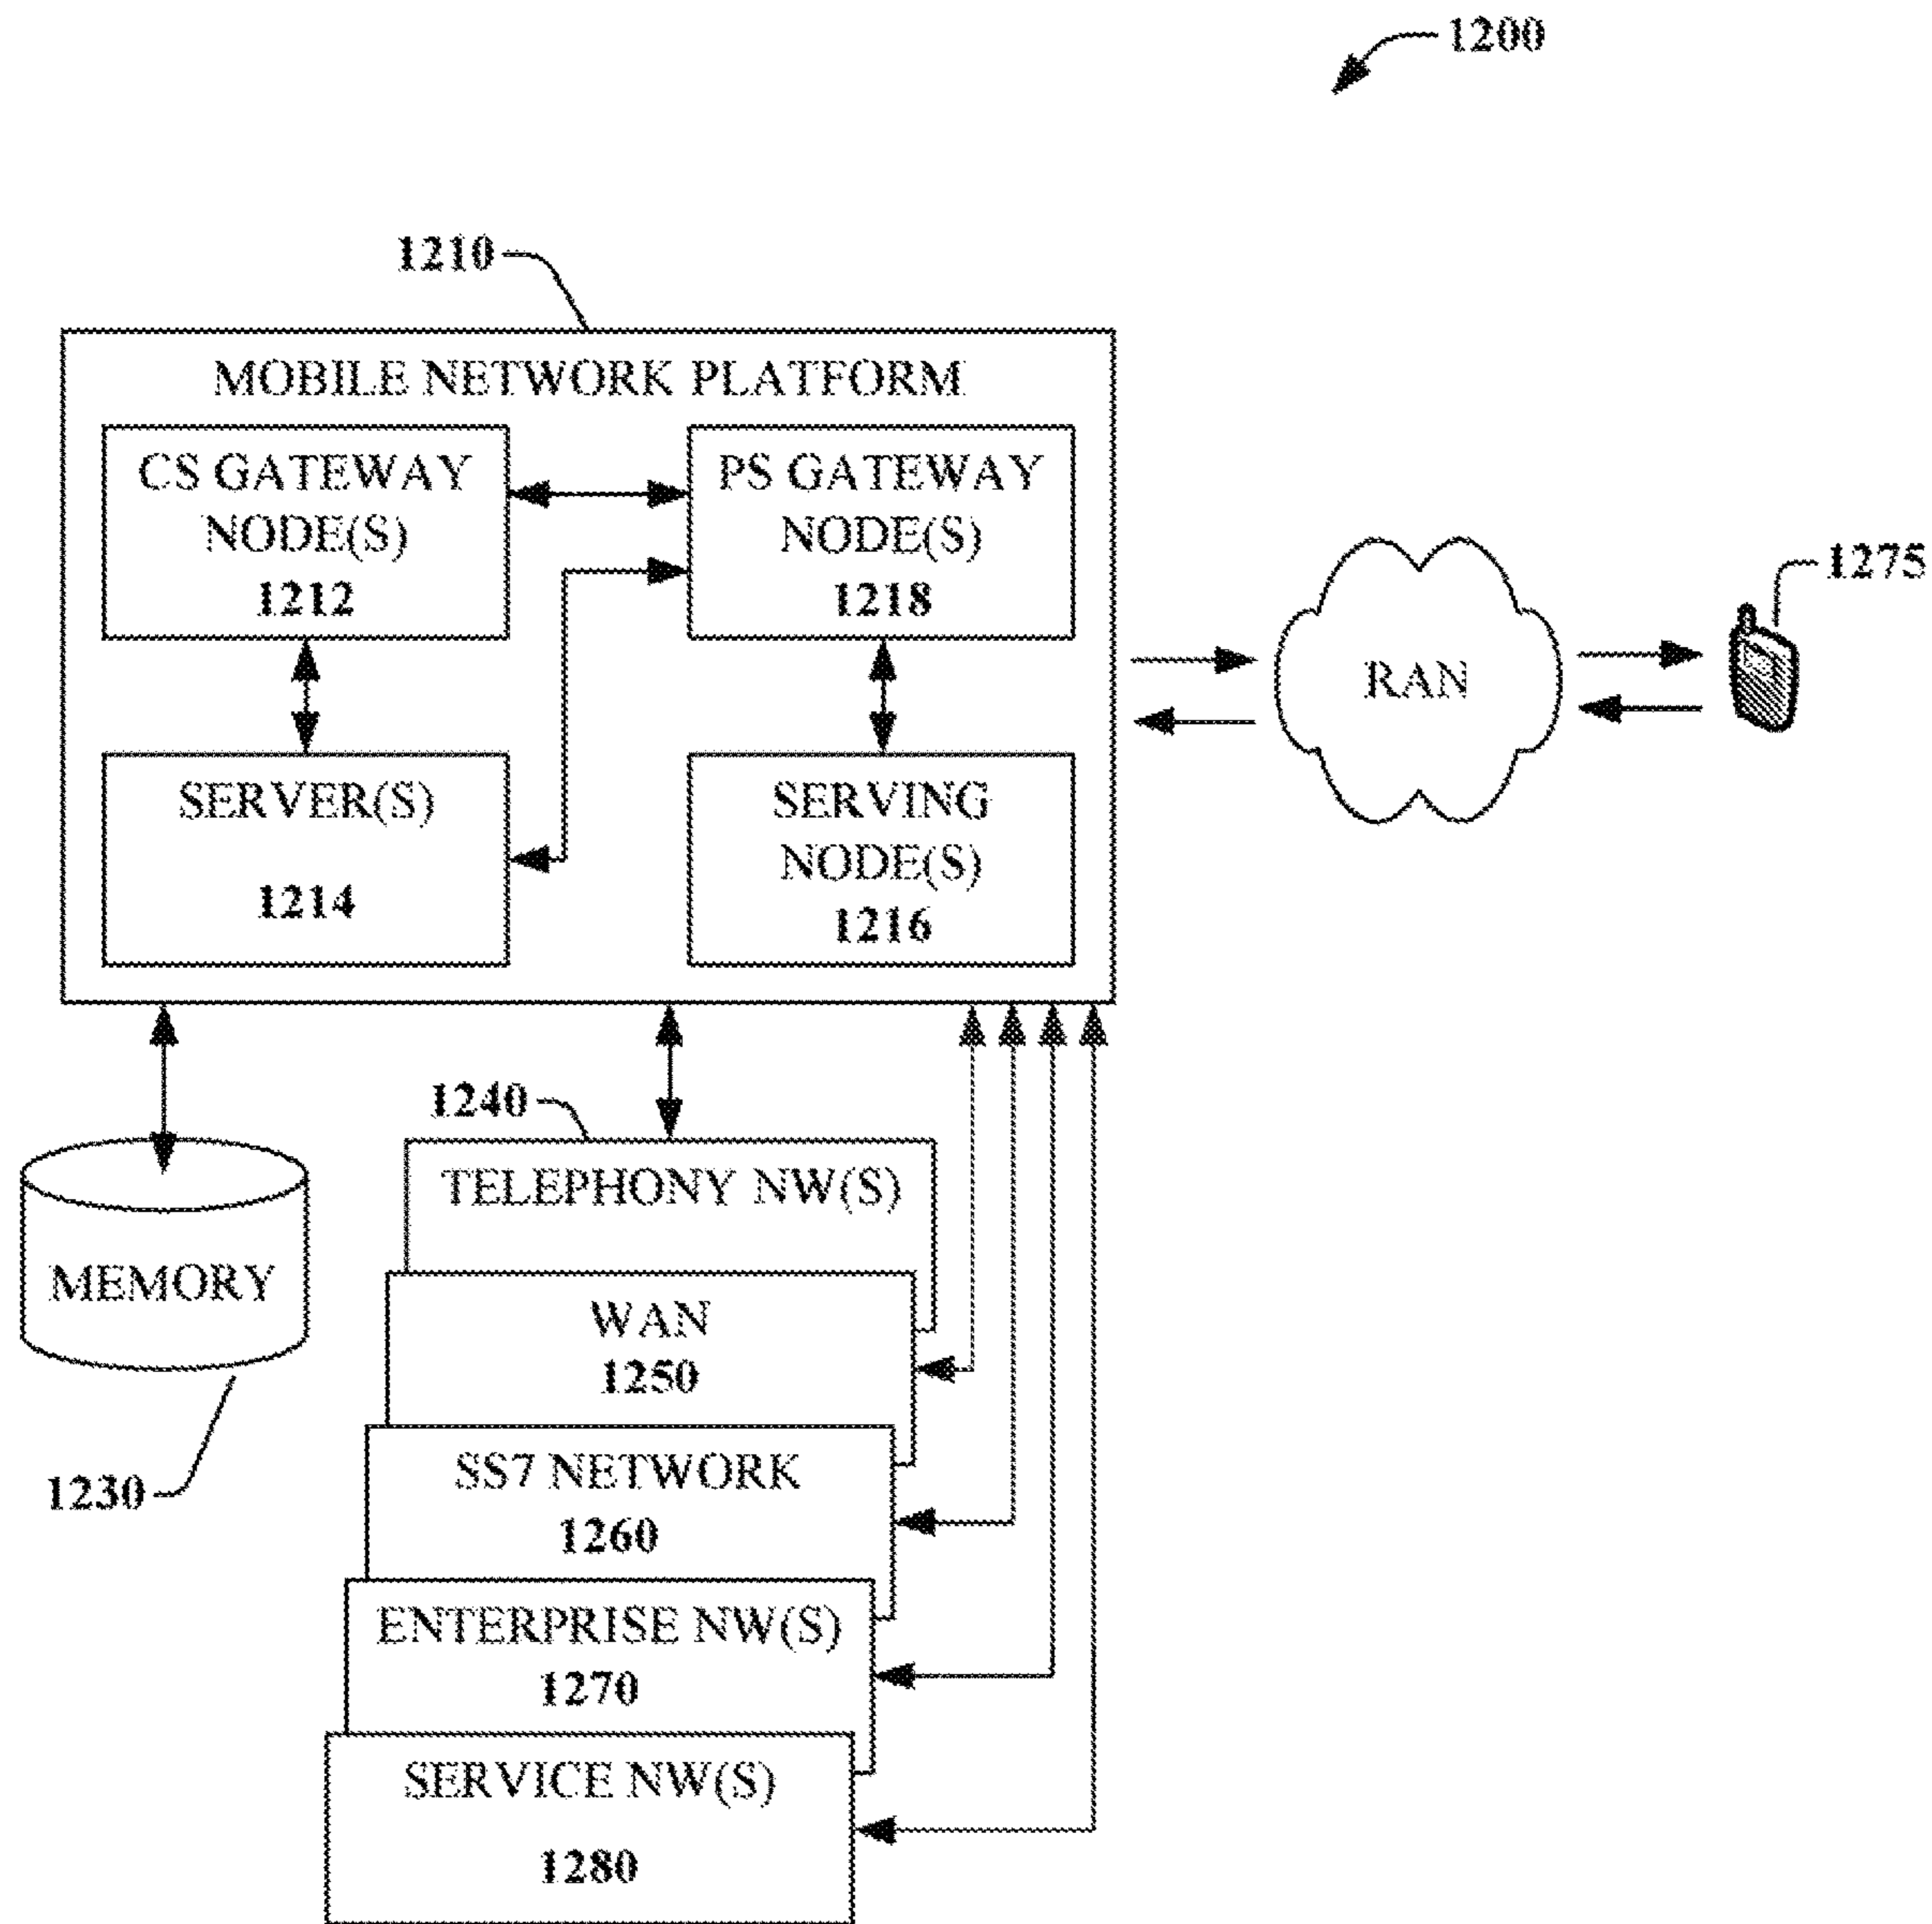 1200
1210
MOBILE NETWORK PLATFORM
CS GATEWAY
NODE(S)
1212
PS GATEWAY
NODE(S)
1218
SERVER(S)
1214
SERVING
NODE(S)
1216
RAN
1275
1240
TELEPHONY NW(S)
MEMORY
1230
WAN
1250
SS7 NETWORK
1260
ENTERPRISE NW(S)
1270
SERVICE NW(S)
1280